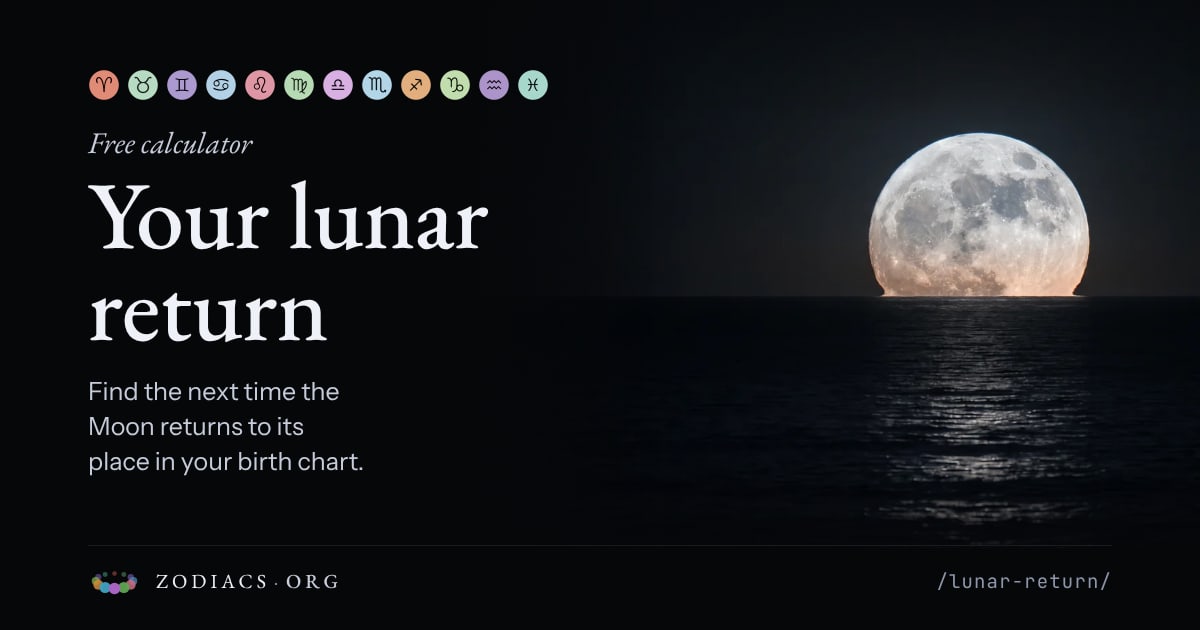 ♈ ♉ ♊ ♋ ♌ ♍ ♎ ♏ ♐ ♑ ♒ ♓
Free calculator
Your lunar
return
Find the next time the
Moon returns to its
place in your birth chart.
ZODIACS·ORG
/lunar-return/